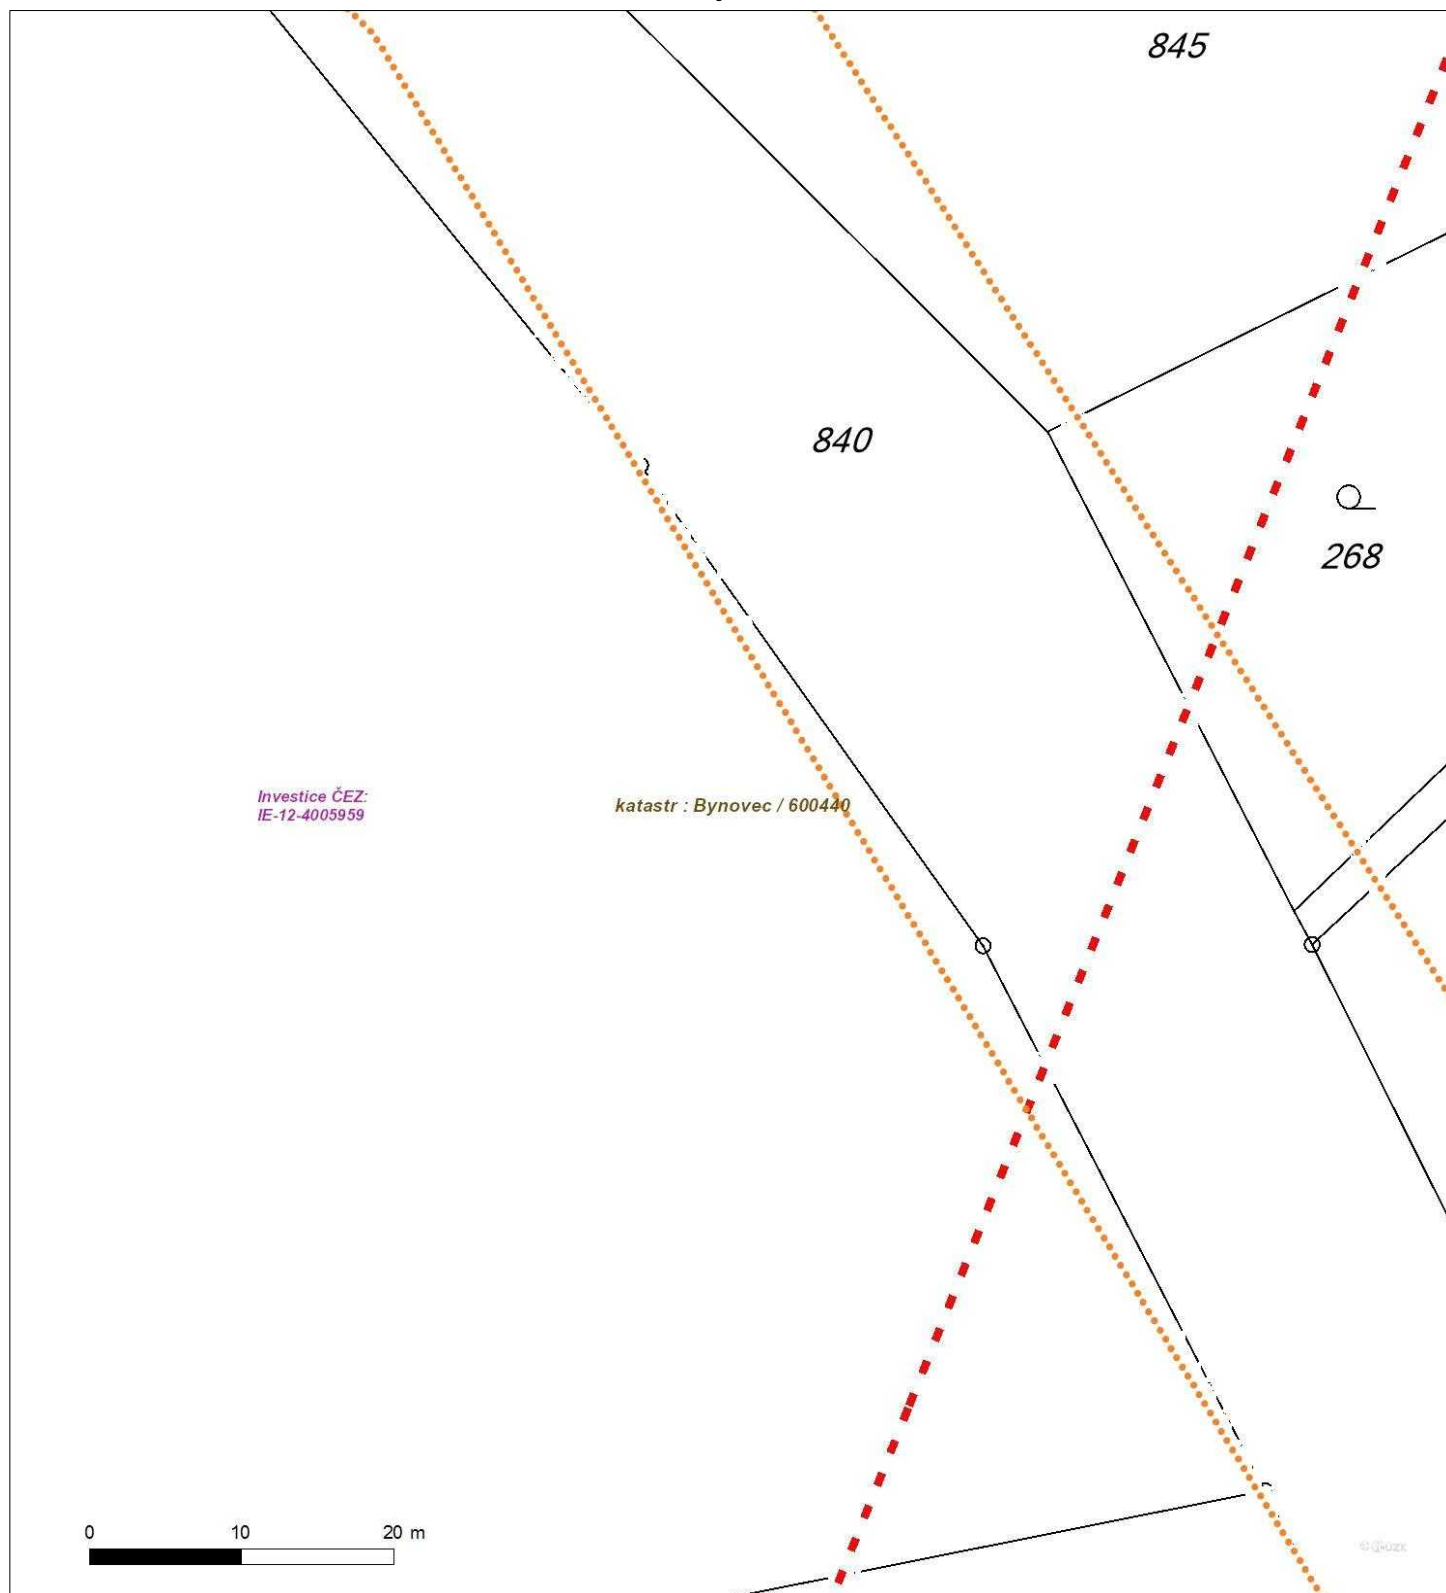 845
840
268
Investice ČEZ:
IE-12-4005959
katastr : Bynovec / 600440
0 10 20 m